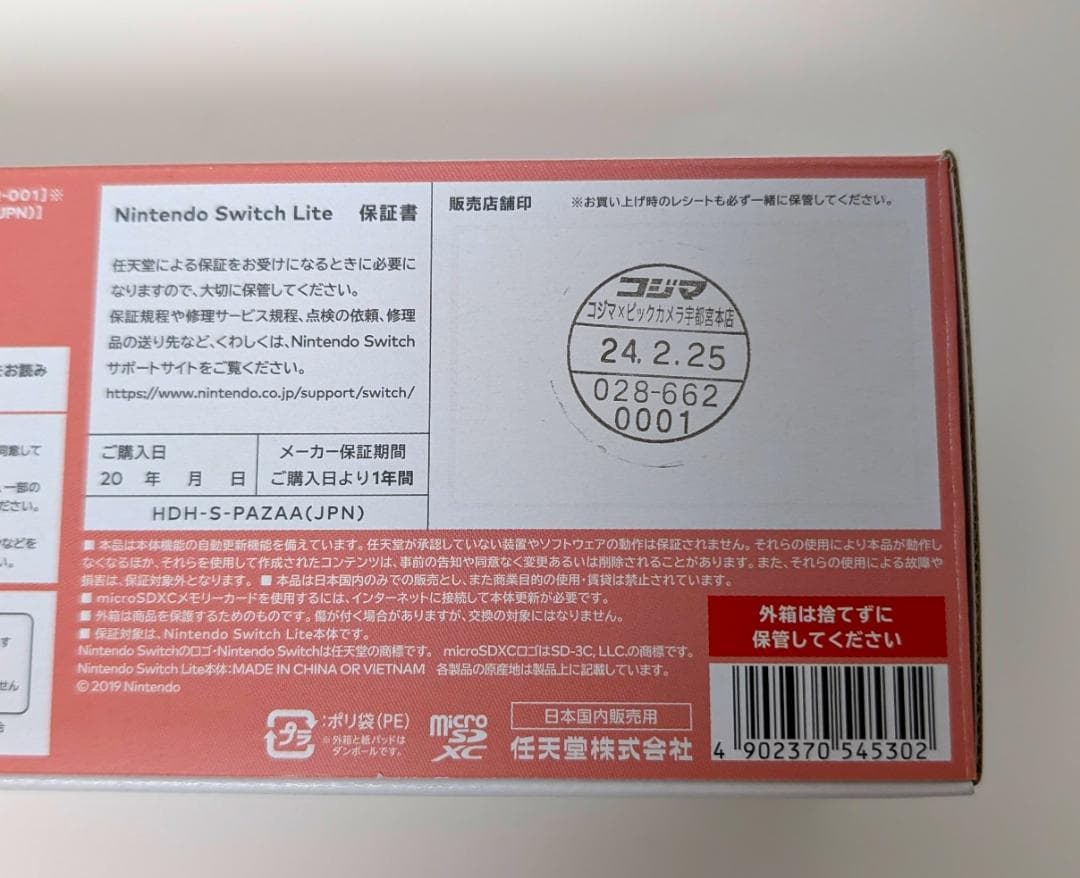 -001]※
JPN)]
お読み
同意して
、一部の
ださい。
などを
い。
す
せん
Nintendo Switch Lite 保証書
任天堂による保証をお受けになるときに必要に
なりますので、大切に保管してください。
保証規程や修理サービス規程、点検の依頼、修理
品の送り先など、くわしくは、Nintendo Switch
サポートサイトをご覧ください。
https://www.nintendo.co.jp/support/switch/
ご購入日
20 年 月 日
メーカー保証期間
ご購入日より1年間
HDH-S-PAZAA(JPN)
販売店舗印 ※お買い上げ時のレシートも必ず一緒に保管してください。
コジマ
コジマ×ビックカメラ宇都宮本店
24.2.25
028-662
0001
■ 本品は本体機能の自動更新機能を備えています。任天堂が承認していない装置やソフトウェアの動作は保証されません。それらの使用により本品が動作し
なくなるほか、それらを使用して作成されたコンテンツは、事前の告知や同意なく変更あるいは削除されることがあります。また、それらの使用による故障や
損害は、保証対象外となります。 ■ 本品は日本国内のみでの販売とし、また商業目的の使用・賃貸は禁止されています。
■ microSDXCメモリーカードを使用するには、インターネットに接続して本体更新が必要です。
■ 外箱は商品を保護するためのものです。傷が付く場合がありますが、交換の対象にはなりません。
■ 保証対象は、Nintendo Switch Lite本体です。
Nintendo Switchのロゴ・Nintendo Switchは任天堂の商標です。 microSDXCロゴはSD-3C, LLC.の商標です。
Nintendo Switch Lite本体：MADE IN CHINA OR VIETNAM 各製品の原産地は製品上に記載しています。
© 2019 Nintendo
外箱は捨てずに
保管してください
プラ
：ポリ袋(PE)
※外箱と紙パッドは
ダンボールです。
micro
SD
XC
日本国内販売用
任天堂株式会社
4 902370 545302